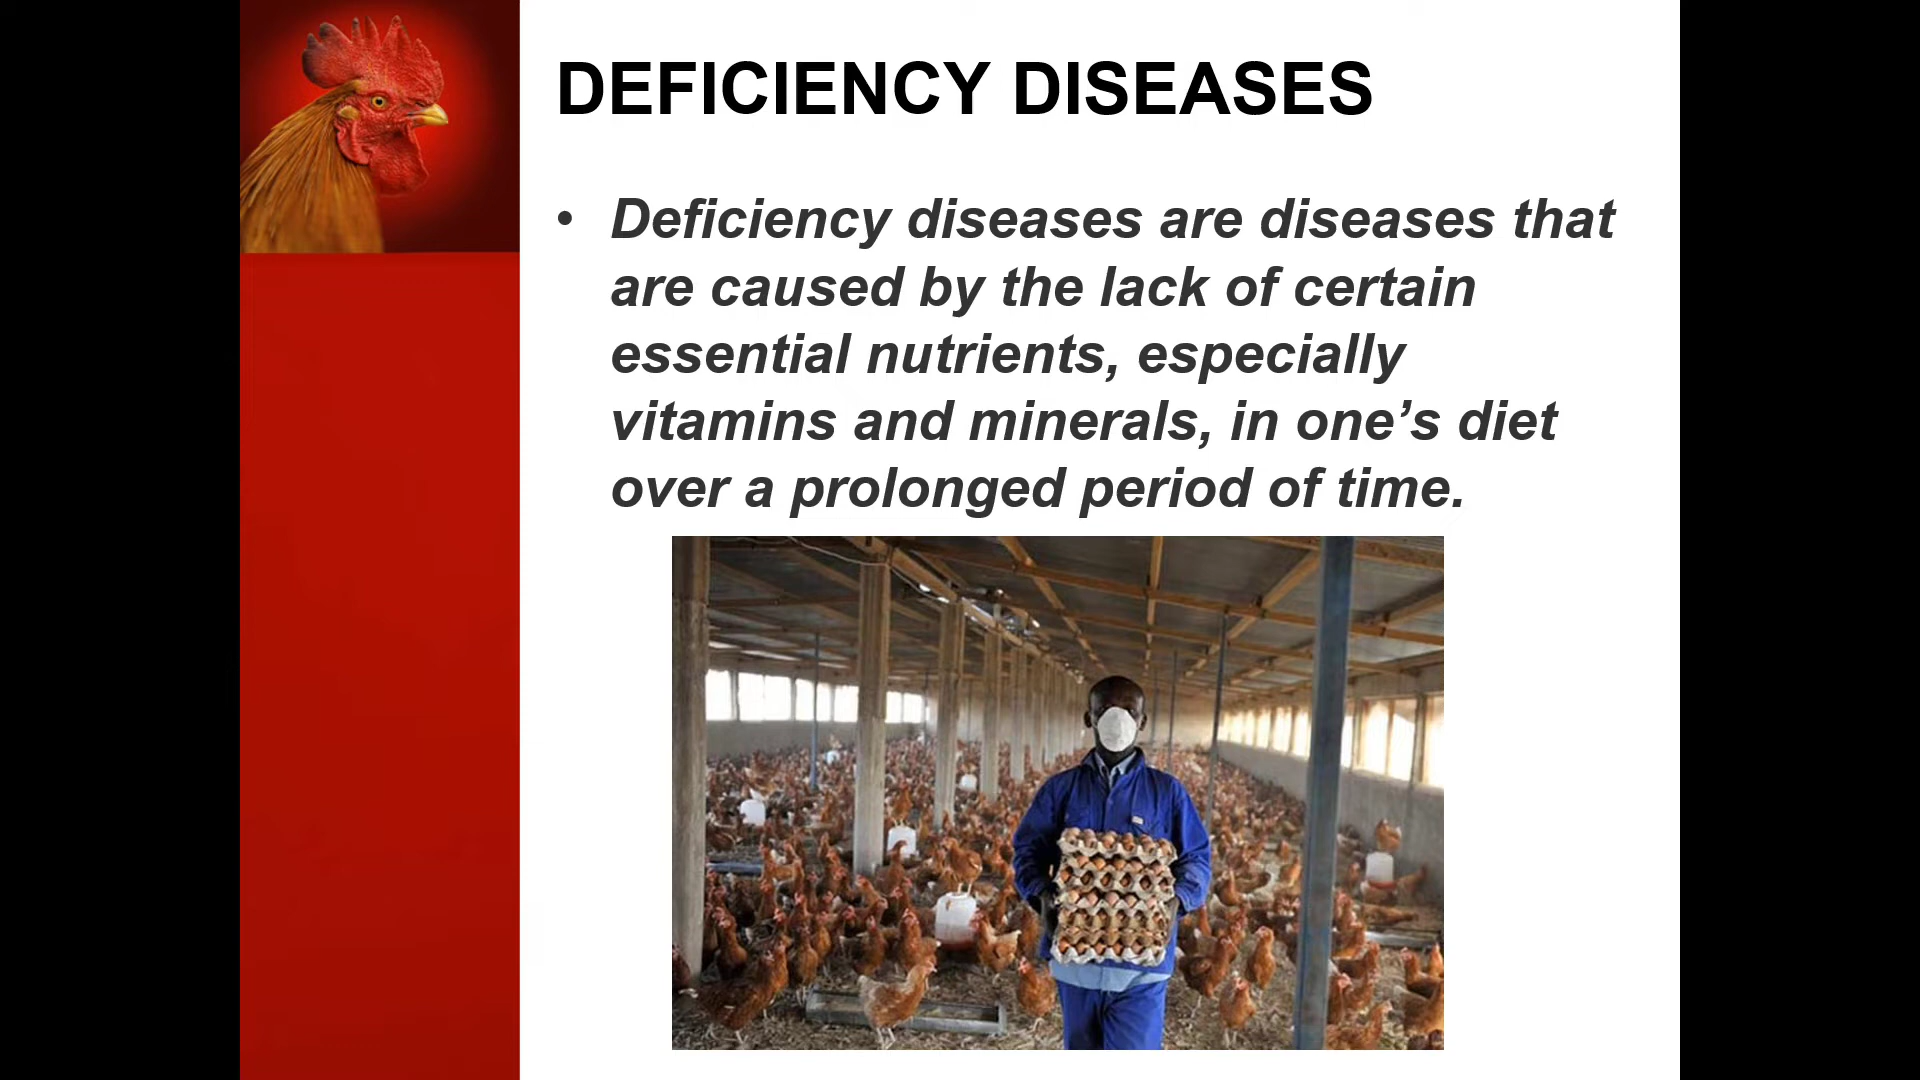 DEFICIENCY DISEASES
• Deficiency diseases are diseases that
are caused by the lack of certain
essential nutrients, especially
vitamins and minerals, in one’s diet
over a prolonged period of time.